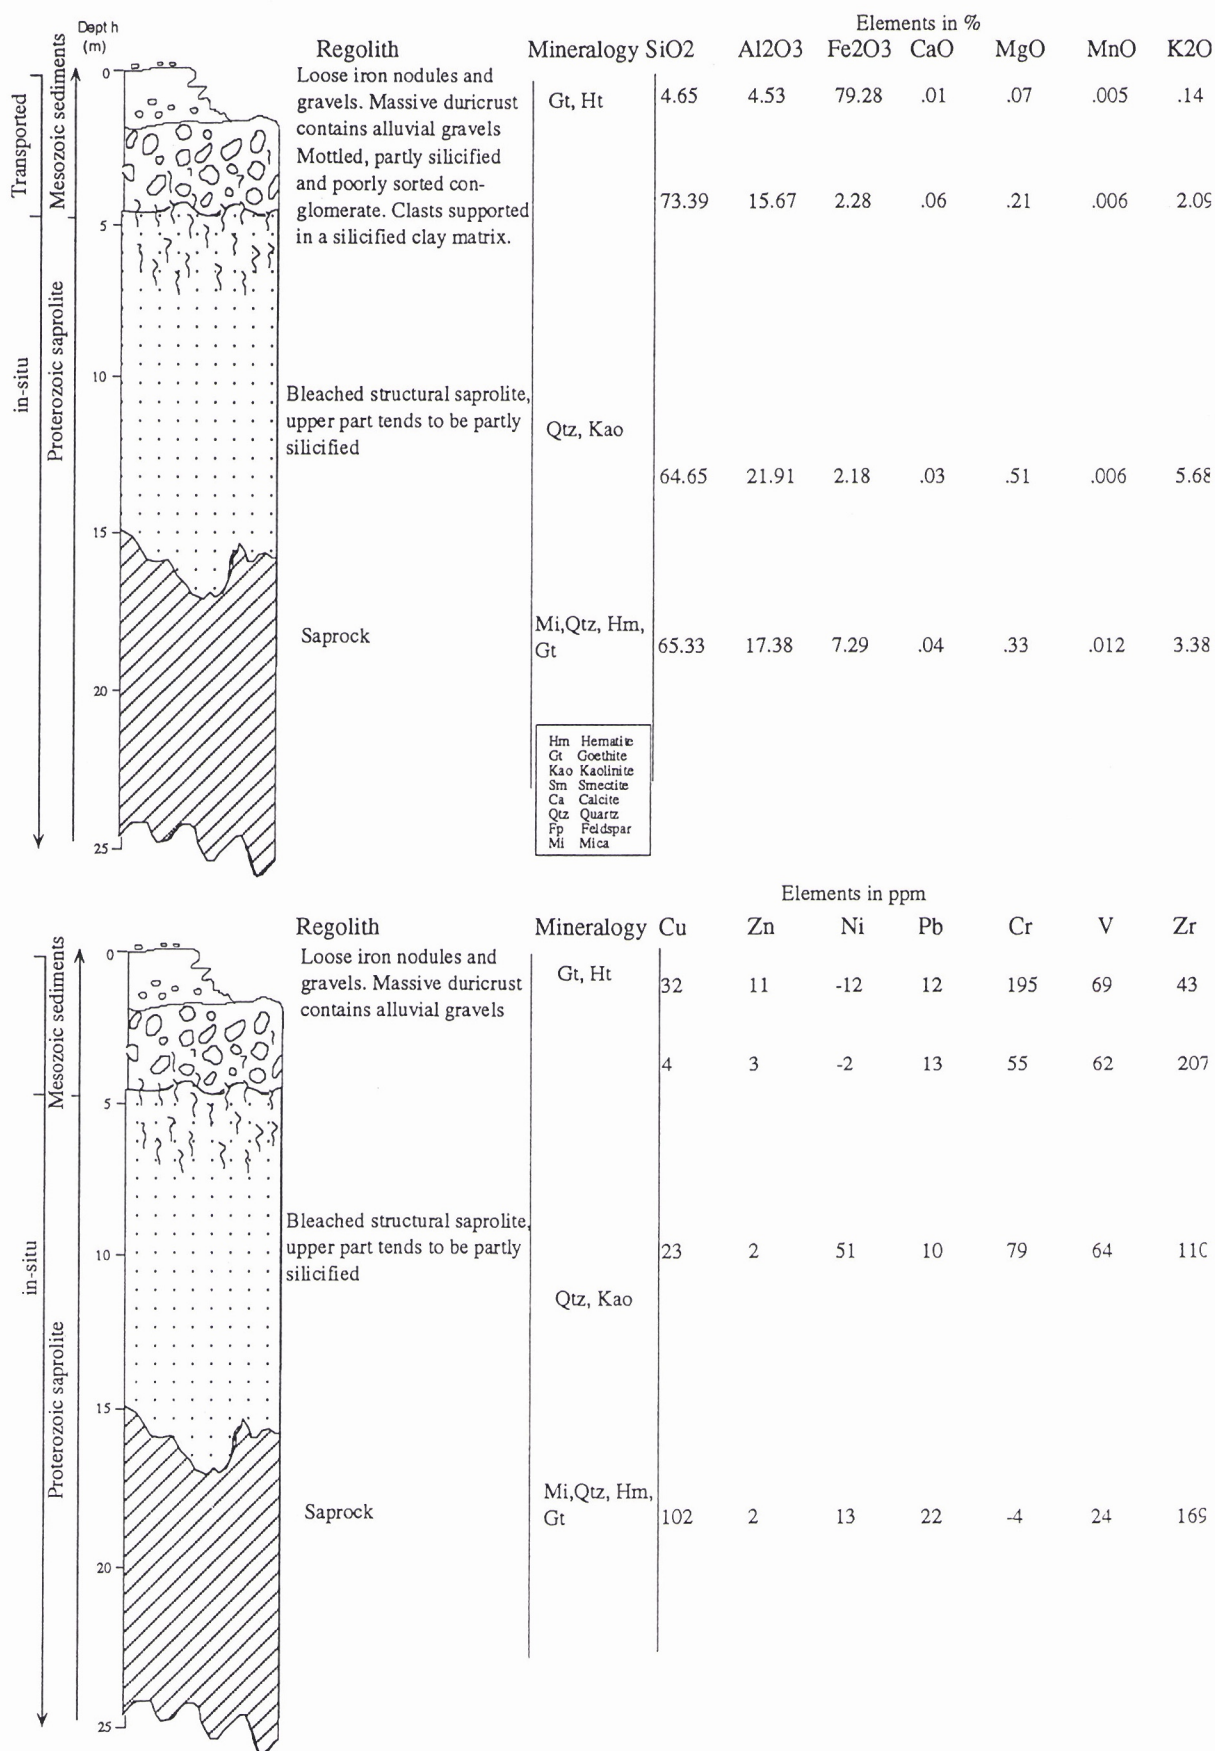 Elements in %
Depth
(m) Regolith Mineralogy SiO2 Al2O3 Fe2O3 CaO MgO MnO K2O
Transported
Mesozoic sediments
in-situ
Proterozoic saprolite
0
5
10
15
20
25
Loose iron nodules and
gravels. Massive duricrust
contains alluvial gravels
Gt, Ht 4.65 4.53 79.28 .01 .07 .005 .14
Mottled, partly silicified
and poorly sorted con-
glomerate. Clasts supported
in a silicified clay matrix.
73.39 15.67 2.28 .06 .21 .006 2.09
Bleached structural saprolite,
upper part tends to be partly
silicified
Qtz, Kao
64.65 21.91 2.18 .03 .51 .006 5.68
Saprock
Mi,Qtz, Hm,
Gt 65.33 17.38 7.29 .04 .33 .012 3.38
Hm Hematite
Gt Goethite
Kao Kaolinite
Sm Smectite
Ca Calcite
Qtz Quartz
Fp Feldspar
Mi Mica
Elements in ppm
Regolith Mineralogy Cu Zn Ni Pb Cr V Zr
Mesozoic sediments
in-situ
Proterozoic saprolite
0
5
10
15
20
25
Loose iron nodules and
gravels. Massive duricrust
contains alluvial gravels
Gt, Ht 32 11 -12 12 195 69 43
4 3 -2 13 55 62 207
Bleached structural saprolite,
upper part tends to be partly
silicified
23 2 51 10 79 64
Qtz, Kao
Saprock
Mi,Qtz, Hm,
Gt 102 2 13 22 -4 24